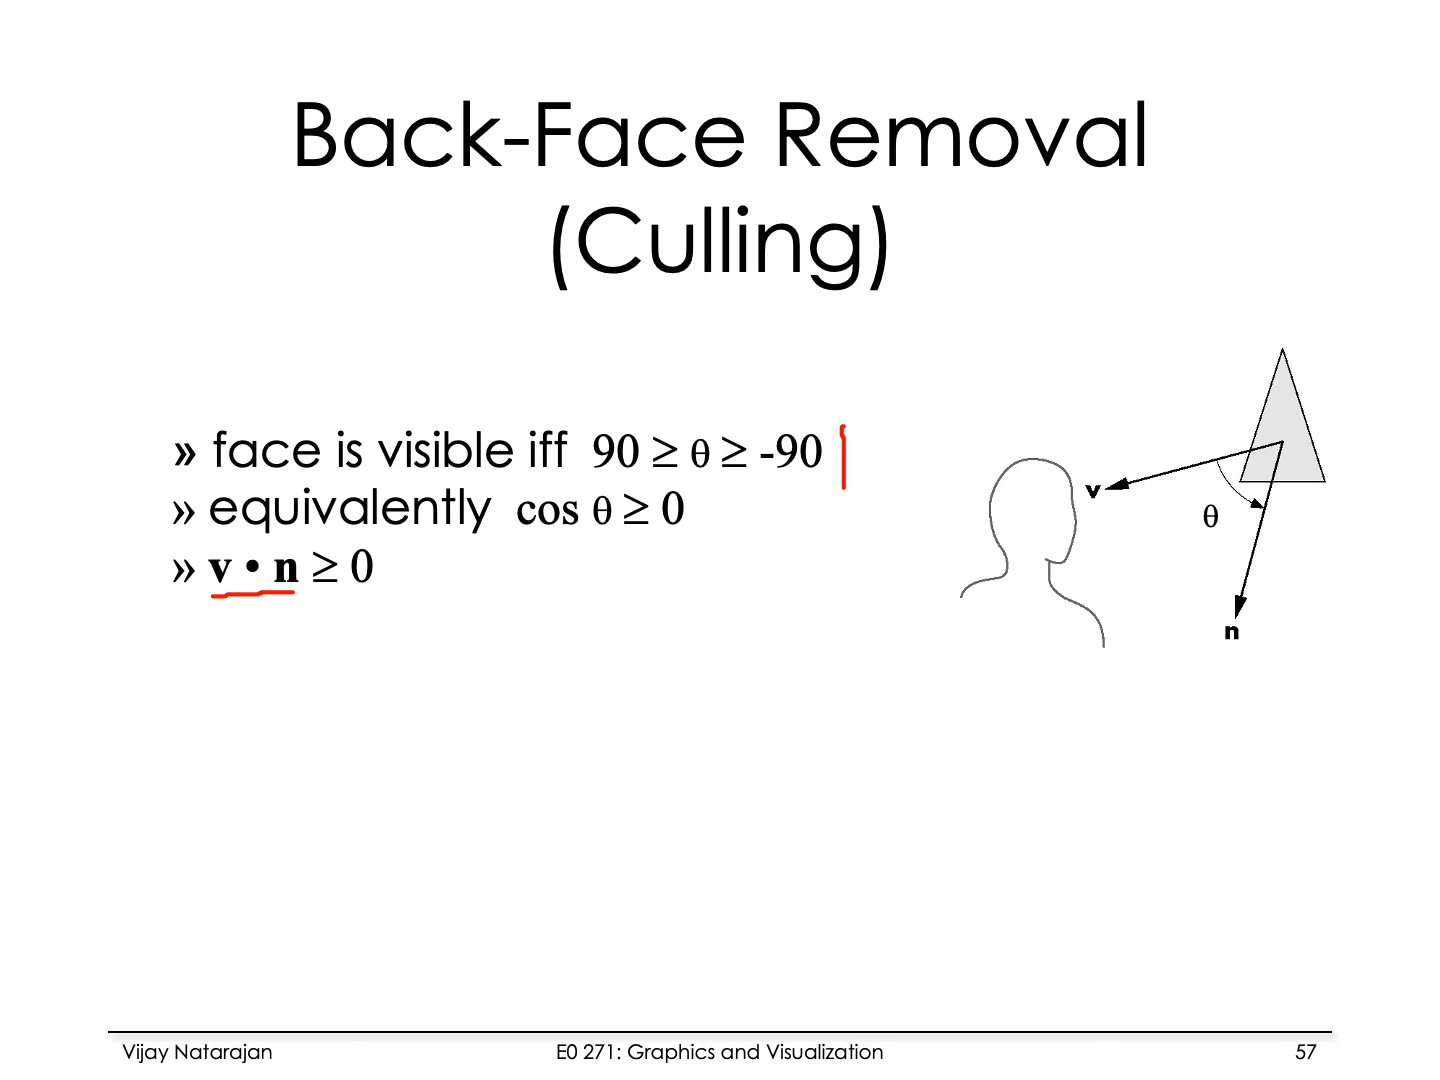 Back-Face Removal
(Culling)
» face is visible iff 90 ≥ θ ≥ -90
» equivalently cos θ ≥ 0
» v • n ≥ 0
v
θ
n
Vijay Natarajan
E0 271: Graphics and Visualization
57